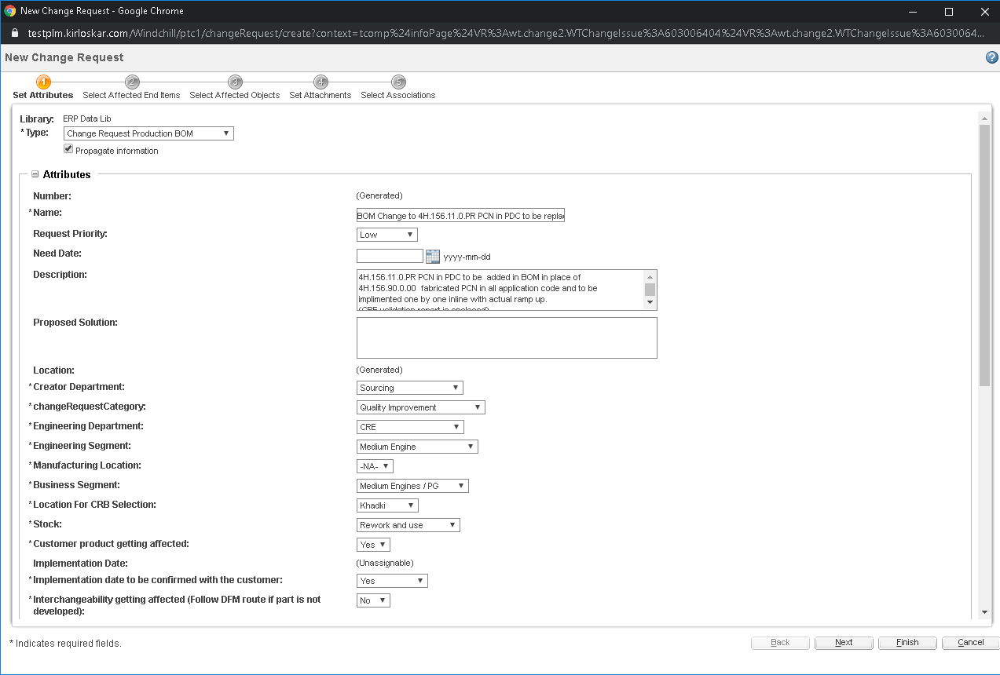 New Change Request - Google Chrome
testplm.kirloskar.com/Windchill/ptc1/changeRequest/create?context=tcomp%24infoPage%24VR%3Awt.change2.WTChangeIssue%3A603006404%24VR%3Awt.change2.WTChangeIssue%3A6030064...
New Change Request
?
1 2 3 4 5
Set Attributes Select Affected End Items Select Affected Objects Set Attachments Select Associations
Library: ERP Data Lib
*Type: Change Request Production BOM
Propagate information
Attributes
Number: (Generated)
*Name: BOM Change to 4H.156.11.0.PR PCN in PDC to be repla
Request Priority: Low
Need Date: yyyy-mm-dd
Description: 4H.156.11.0.PR PCN in PDC to be added in BOM in place of
4H.156.90.0.00 fabricated PCN in all application code and to be
implimented one by one inline with actual ramp up.
(CRE validation report is enclosed)
Proposed Solution:
Location: (Generated)
*Creator Department: Sourcing
*changeRequestCategory: Quality Improvement
*Engineering Department: CRE
*Engineering Segment: Medium Engine
*Manufacturing Location: -NA-
*Business Segment: Medium Engines / PG
*Location For CRB Selection: Khadki
*Stock: Rework and use
*Customer product getting affected: Yes
Implementation Date: (Unassignable)
*Implementation date to be confirmed with the customer: Yes
*Interchangeability getting affected (Follow DFM route if part is not No
developed):
* Indicates required fields.
Back Next Finish Cancel